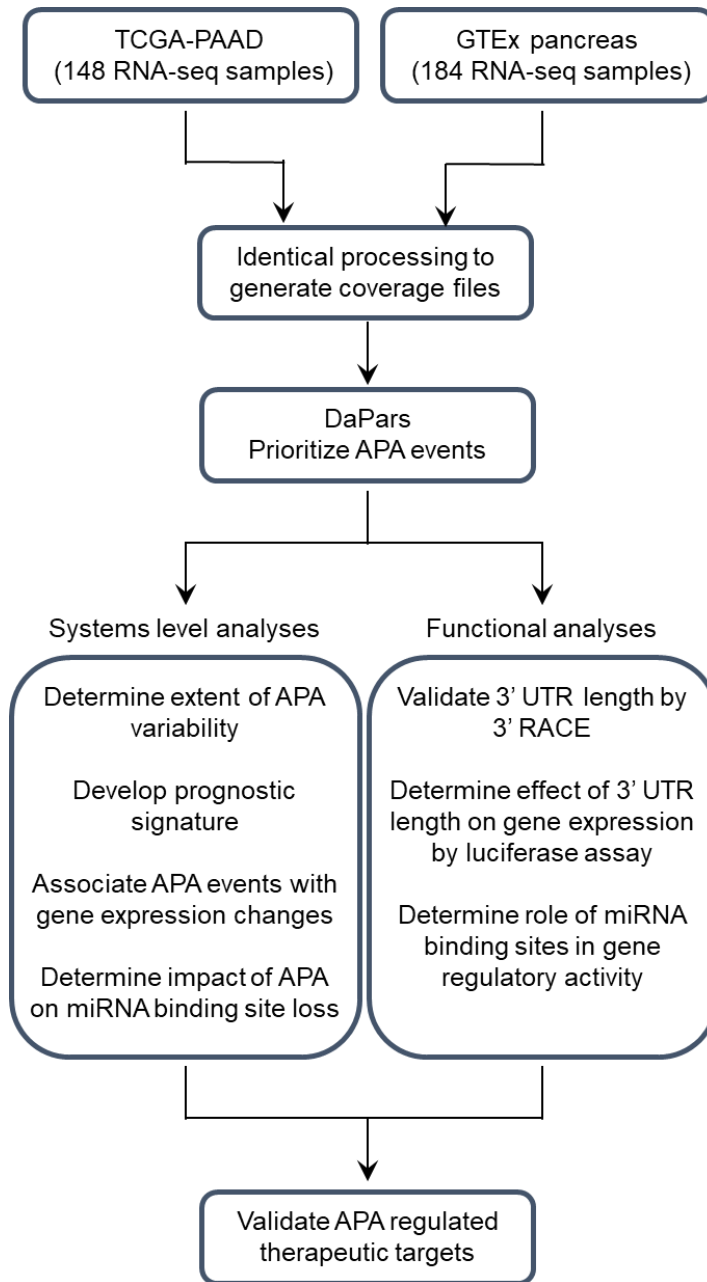 TCGA-PAAD
(148 RNA-seq samples)
GTEx pancreas
(184 RNA-seq samples)
Identical processing to
generate coverage files
DaPars
Prioritize APA events
Systems level analyses
Determine extent of APA
variability
Develop prognostic
signature
Associate APA events with
gene expression changes
Determine impact of APA
on miRNA binding site loss
Functional analyses
Validate 3’ UTR length by
3’ RACE
Determine effect of 3’ UTR
length on gene expression
by luciferase assay
Determine role of miRNA
binding sites in gene
regulatory activity
Validate APA regulated
therapeutic targets